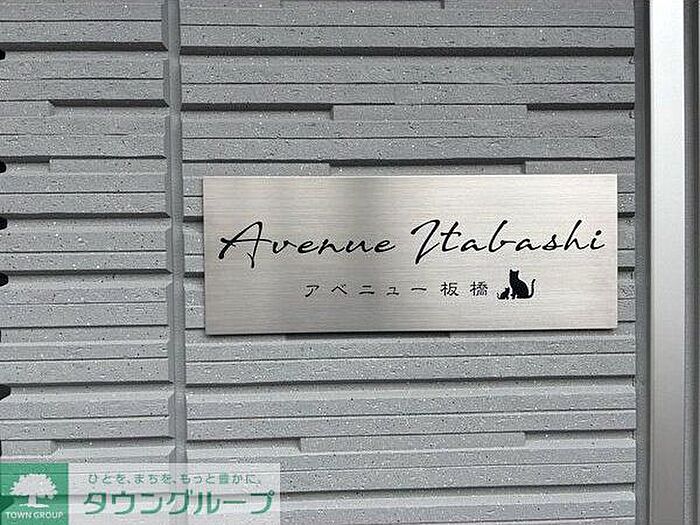 Avenue Itabashi
アベニュー板橋
ひとを、まちを、もっと豊かに。
タウングループ
TOWN GROUP